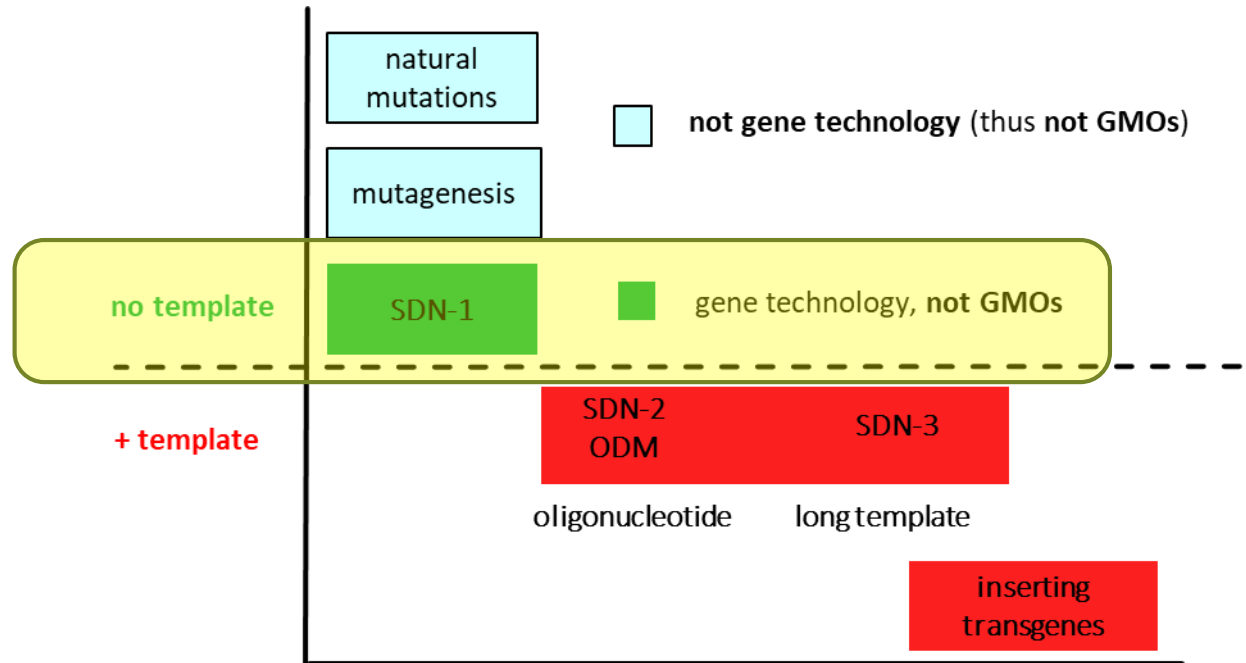 natural
mutations
not gene technology (thus not GMOs)
mutagenesis
no template
SDN-1
gene technology, not GMOs
+ template
SDN-2
ODM
SDN-3
oligonucleotide
long template
inserting
transgenes